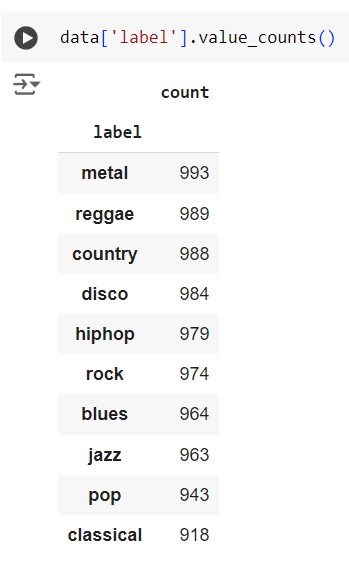 data['label'].value_counts()
count
label
metal 993
reggae 989
country 988
disco 984
hiphop 979
rock 974
blues 964
jazz 963
pop 943
classical 918